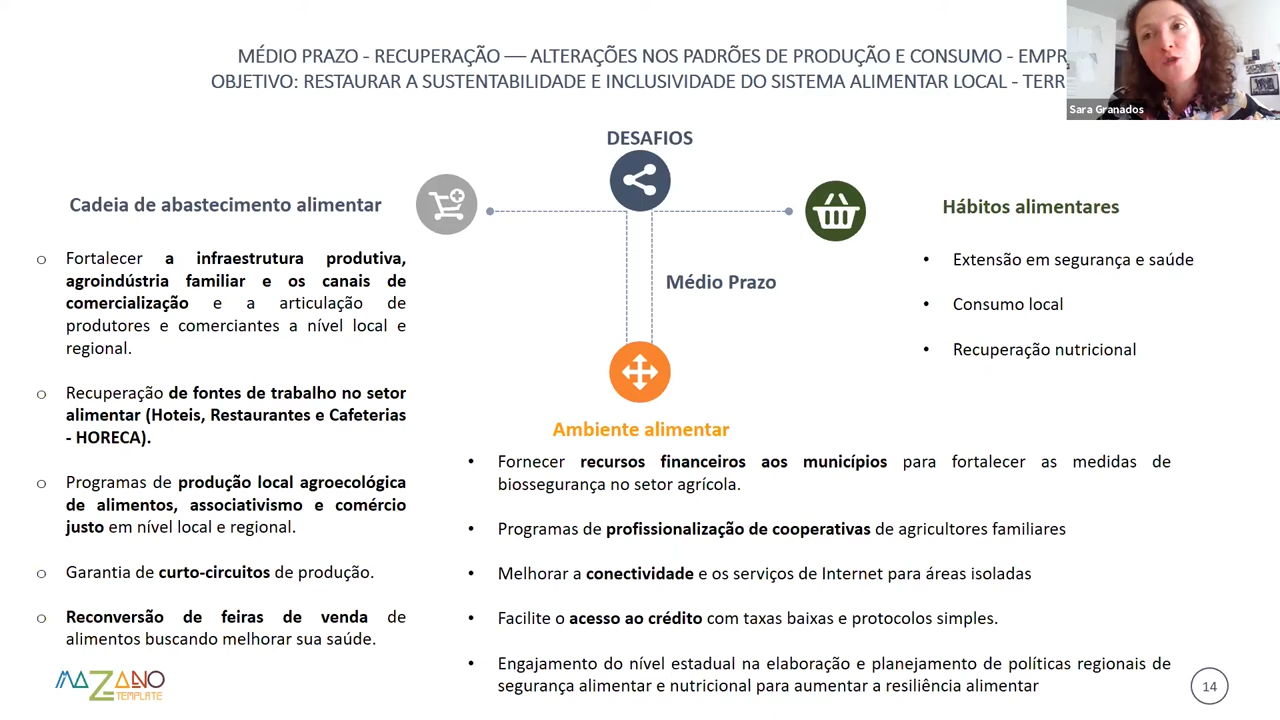 MÉDIO PRAZO - RECUPERAÇÃO — ALTERAÇÕES NOS PADRÕES DE PRODUÇÃO E CONSUMO - EMPR
OBJETIVO: RESTAURAR A SUSTENTABILIDADE E INCLUSIVIDADE DO SISTEMA ALIMENTAR LOCAL - TERR
Sara Granados
DESAFIOS
Cadeia de abastecimento alimentar
○ Fortalecer a infraestrutura produtiva,
agroindústria familiar e os canais de
comercialização e a articulação de
produtores e comerciantes a nível local e
regional.
○ Recuperação de fontes de trabalho no setor
alimentar (Hoteis, Restaurantes e Cafeterias
- HORECA).
○ Programas de produção local agroecológica
de alimentos, associativismo e comércio
justo em nível local e regional.
○ Garantia de curto-circuitos de produção.
○ Reconversão de feiras de venda de
alimentos buscando melhorar sua saúde.
Médio Prazo
Hábitos alimentares
• Extensão em segurança e saúde
• Consumo local
• Recuperação nutricional
Ambiente alimentar
• Fornecer recursos financeiros aos municípios para fortalecer as medidas de
biossegurança no setor agrícola.
• Programas de profissionalização de cooperativas de agricultores familiares
• Melhorar a conectividade e os serviços de Internet para áreas isoladas
• Facilite o acesso ao crédito com taxas baixas e protocolos simples.
• Engajamento do nível estadual na elaboração e planejamento de políticas regionais de
segurança alimentar e nutricional para aumentar a resiliência alimentar
MAZZANO
TEMPLATE
14